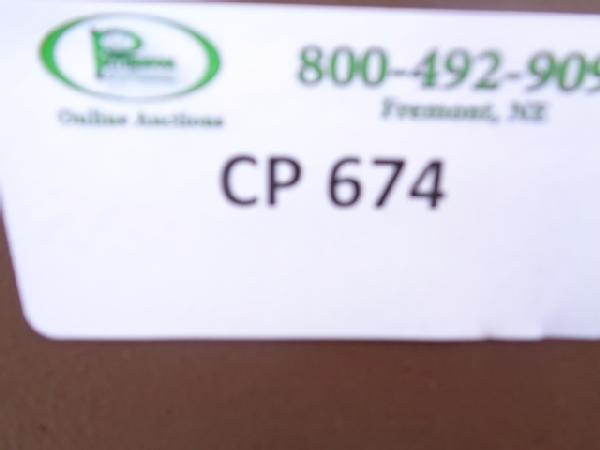 800-492-909
Fremont, NE
Online Auctions
CP 674